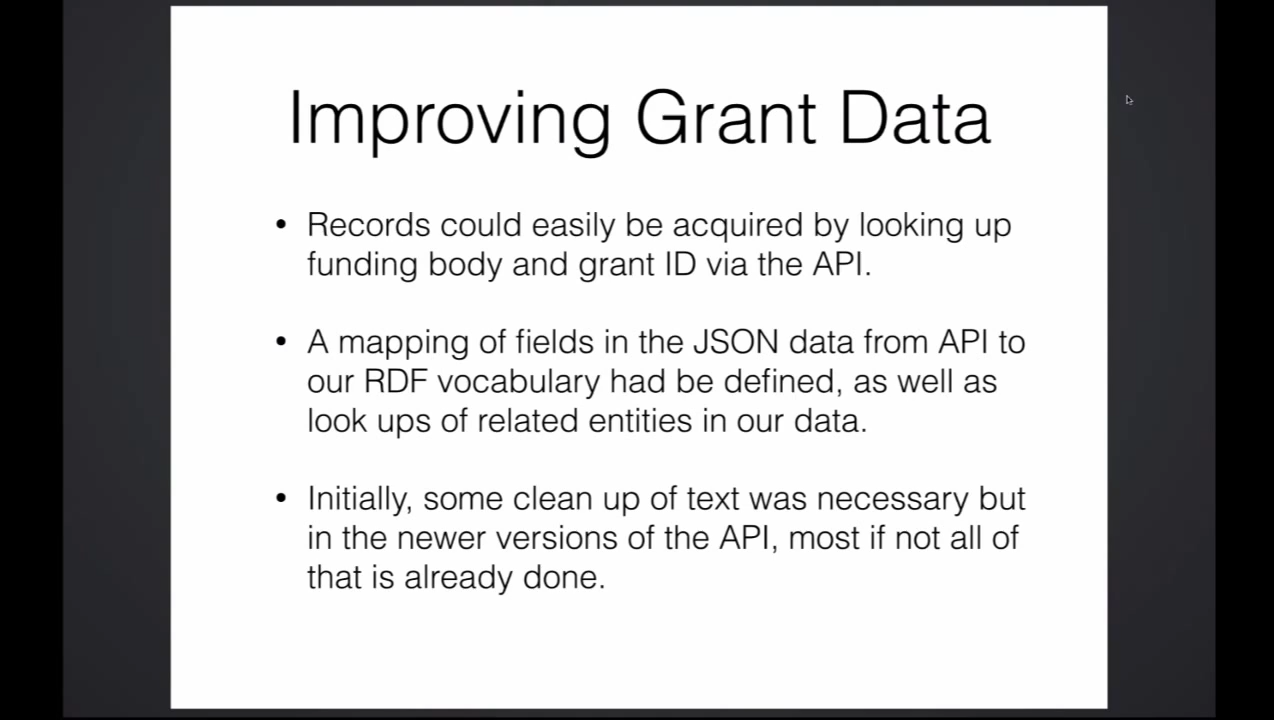 Improving Grant Data
• Records could easily be acquired by looking up
funding body and grant ID via the API.
• A mapping of fields in the JSON data from API to
our RDF vocabulary had be defined, as well as
look ups of related entities in our data.
• Initially, some clean up of text was necessary but
in the newer versions of the API, most if not all of
that is already done.